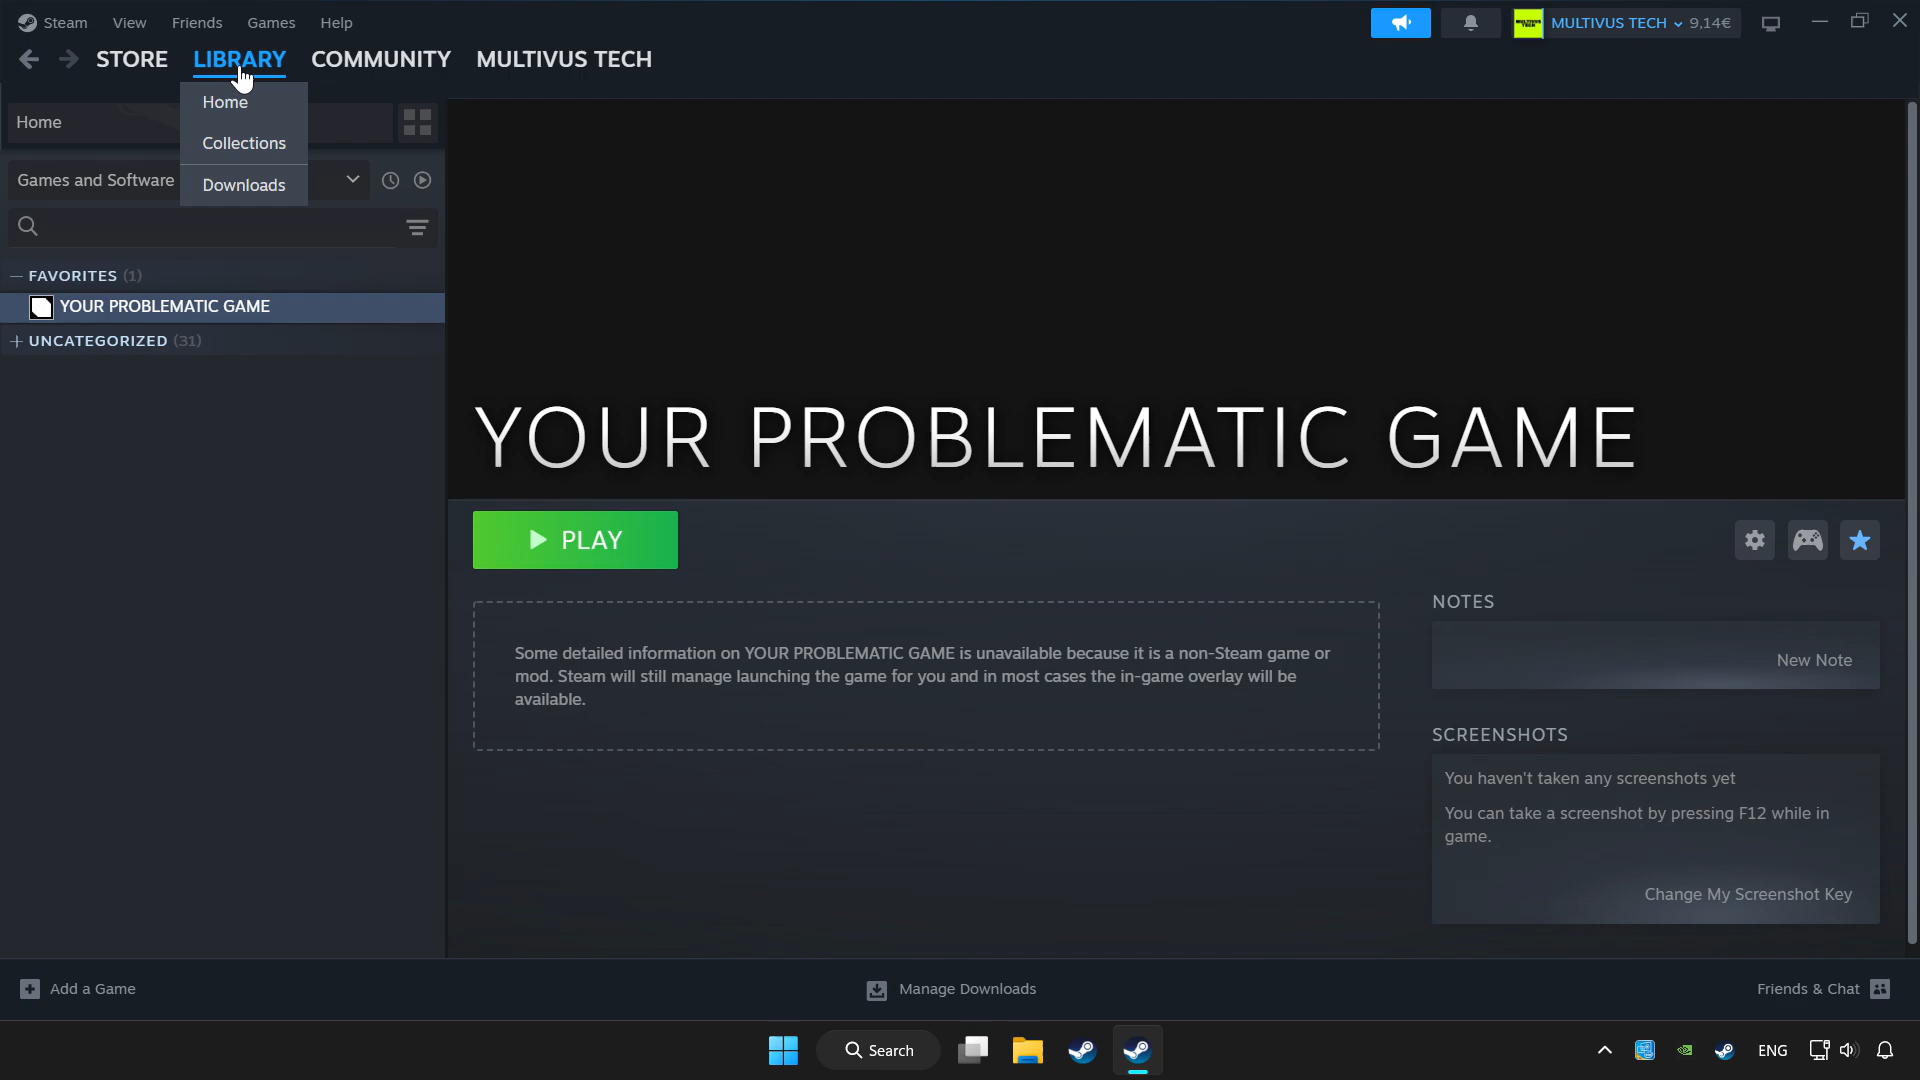 Steam View Friends Games Help
MULTIVUS TECH 9,14€
STORE LIBRARY COMMUNITY MULTIVUS TECH
Home
Collections
Downloads
Home
Games and Software
FAVORITES (1)
YOUR PROBLEMATIC GAME
UNCATEGORIZED (31)
YOUR PROBLEMATIC GAME
PLAY
Some detailed information on YOUR PROBLEMATIC GAME is unavailable because it is a non-Steam game or
mod. Steam will still manage launching the game for you and in most cases the in-game overlay will be
available.
NOTES
New Note
SCREENSHOTS
You haven't taken any screenshots yet
You can take a screenshot by pressing F12 while in
game.
Change My Screenshot Key
Add a Game
Manage Downloads
Friends & Chat
Search
ENG